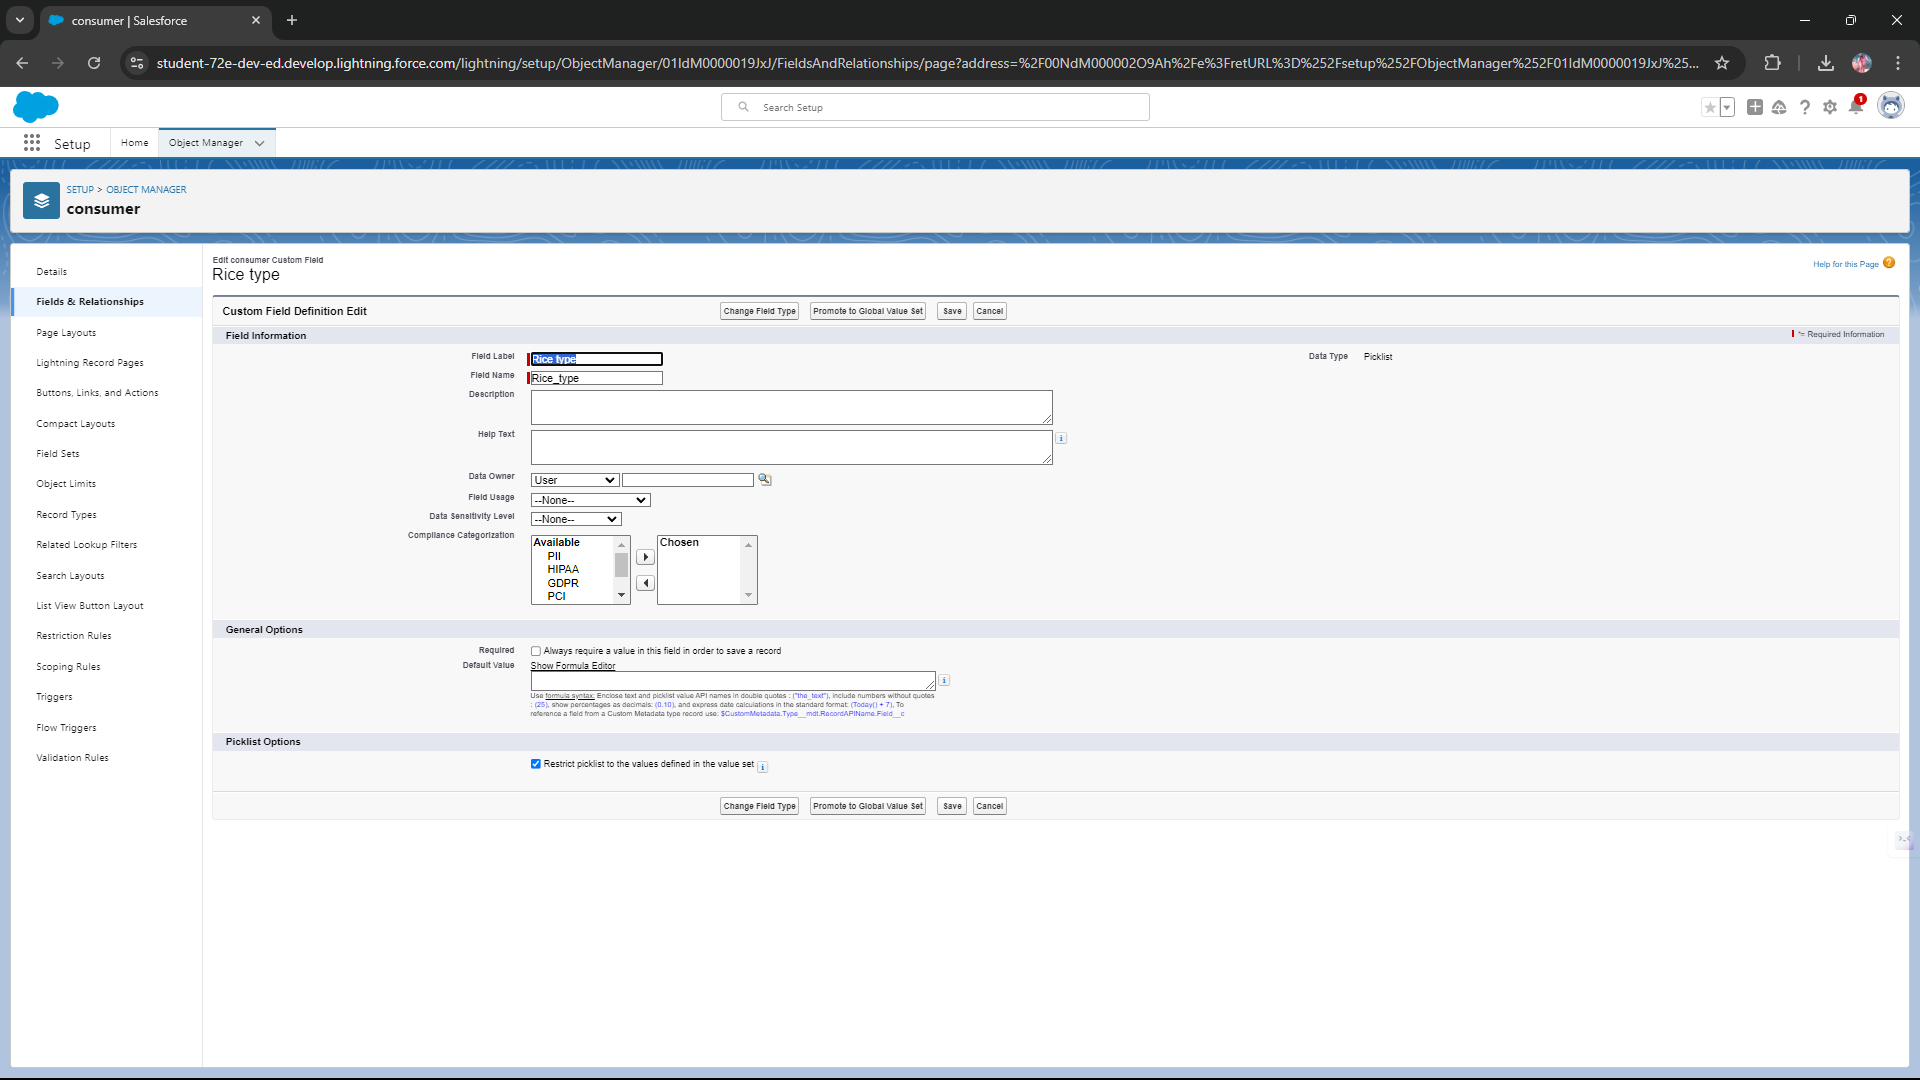 consumer | Salesforce
student-72e-dev-ed.develop.lightning.force.com/lightning/setup/ObjectManager/01IdM0000019JxJ/FieldsAndRelationships/page?address=%2F00NdM000002O9Ah%2Fe%3FretURL%3D%252Fsetup%252FObjectManager%252F01IdM0000019JxJ%25...
Search Setup
1
Setup
Home
Object Manager
SETUP > OBJECT MANAGER
consumer
Details
Fields & Relationships
Page Layouts
Lightning Record Pages
Buttons, Links, and Actions
Compact Layouts
Field Sets
Object Limits
Record Types
Related Lookup Filters
Search Layouts
List View Button Layout
Restriction Rules
Scoping Rules
Triggers
Flow Triggers
Validation Rules
Edit consumer Custom Field
Rice type
Help for this Page
Custom Field Definition Edit
Change Field Type
Promote to Global Value Set
Save
Cancel
Field Information
= Required Information
Field Label
Rice type
Data Type
Picklist
Field Name
Rice_type
Description
Help Text
Data Owner
User
Field Usage
--None--
Data Sensitivity Level
--None--
Compliance Categorization
Available
PII
HIPAA
GDPR
PCI
Chosen
General Options
Required
Always require a value in this field in order to save a record
Default Value
Show Formula Editor
Use formula syntax: Enclose text and picklist value API names in double quotes : ("the_text"), include numbers without quotes
: (25), show percentages as decimals: (0.10), and express date calculations in the standard format: (Today() + 7), To
reference a field from a Custom Metadata type record use: $CustomMetadata.Type__mdt.RecordAPIName.Field__c
Picklist Options
Restrict picklist to the values defined in the value set
Change Field Type
Promote to Global Value Set
Save
Cancel